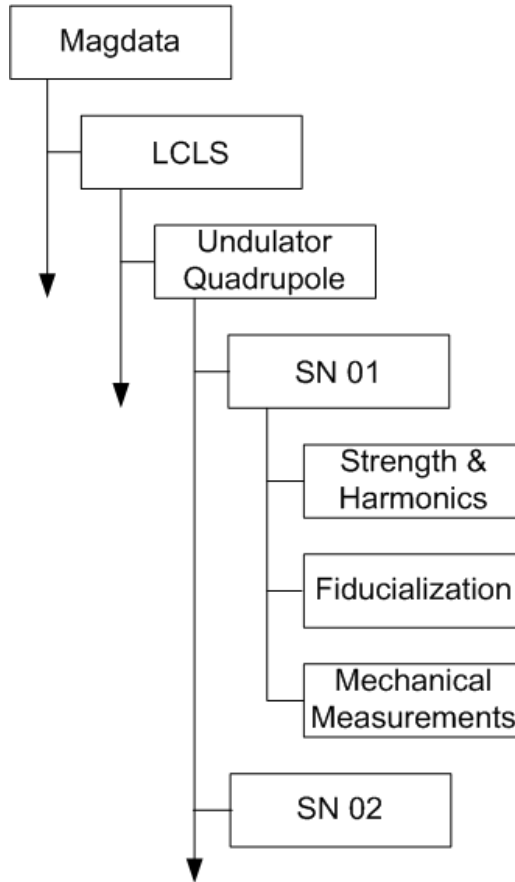 Magdata
LCLS
Undulator
Quadrupole
SN 01
Strength &
Harmonics
Fiducialization
Mechanical
Measurements
SN 02